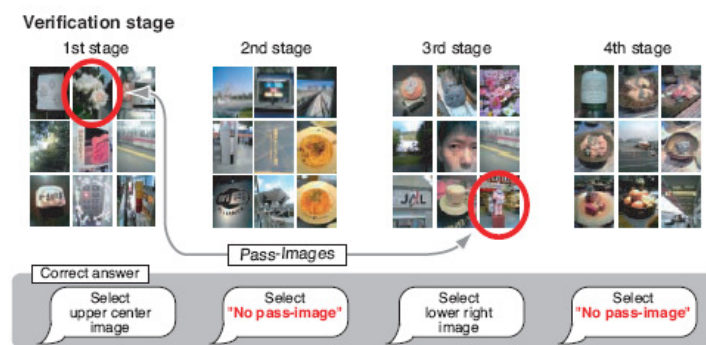 Verification stage
1st stage
2nd stage
3rd stage
4th stage
JAL
Pass-Images
Correct answer
Select
upper center
image
Select
"No pass-image"
Select
lower right
image
Select
"No pass-image"